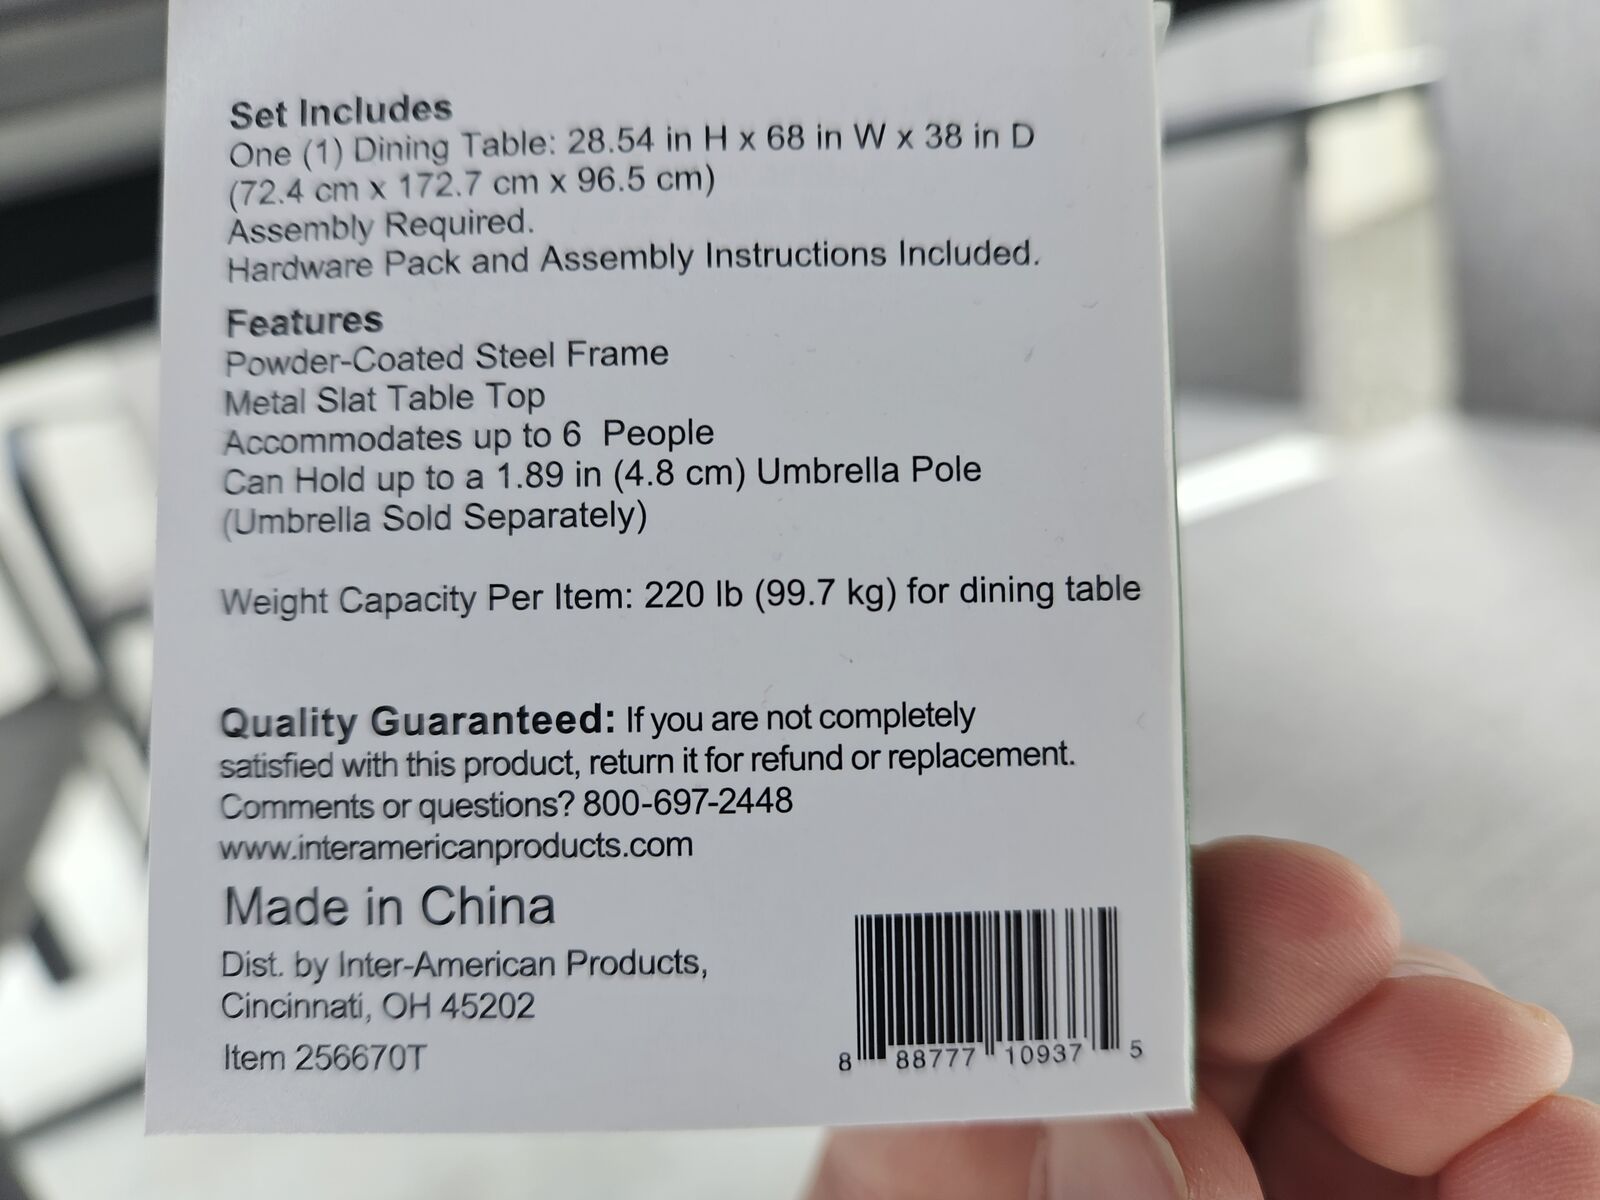 Set Includes
One (1) Dining Table: 28.54 in H x 68 in W x 38 in D
(72.4 cm x 172.7 cm x 96.5 cm)
Assembly Required.
Hardware Pack and Assembly Instructions Included.
Features
Powder-Coated Steel Frame
Metal Slat Table Top
Accommodates up to 6 People
Can Hold up to a 1.89 in (4.8 cm) Umbrella Pole
(Umbrella Sold Separately)
Weight Capacity Per Item: 220 lb (99.7 kg) for dining table
Quality Guaranteed: If you are not completely
satisfied with this product, return it for refund or replacement.
Comments or questions? 800-697-2448
www.interamericanproducts.com
Made in China
Dist. by Inter-American Products,
Cincinnati, OH 45202
Item 256670T
8 88777 10937 5